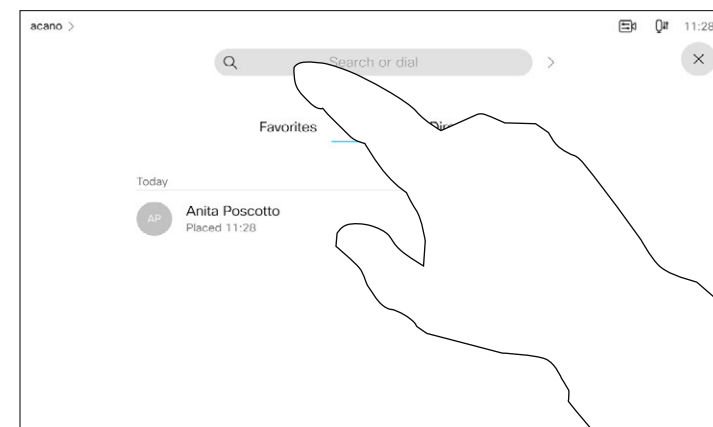 acano >
11:28
Search or dial >
Favorites
Today
AP
Anita Poscotto
Placed 11:28